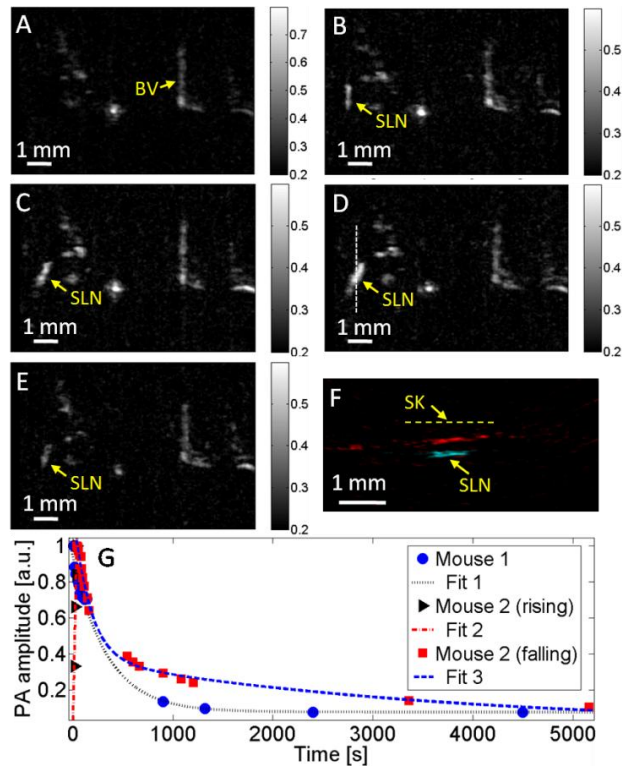 A
BV
1 mm
0.7
0.6
0.5
0.4
0.3
0.2
B
SLN
1 mm
0.5
0.4
0.3
0.2
C
SLN
1 mm
0.5
0.4
0.3
0.2
D
SLN
1 mm
0.5
0.4
0.3
0.2
E
SLN
1 mm
0.5
0.4
0.3
0.2
F
SK
SLN
1 mm
G
PA amplitude [a.u.]
1
0.8
0.6
0.4
0.2
Mouse 1
Fit 1
Mouse 2 (rising)
Fit 2
Mouse 2 (falling)
Fit 3
0 1000 2000 3000 4000 5000
Time [s]